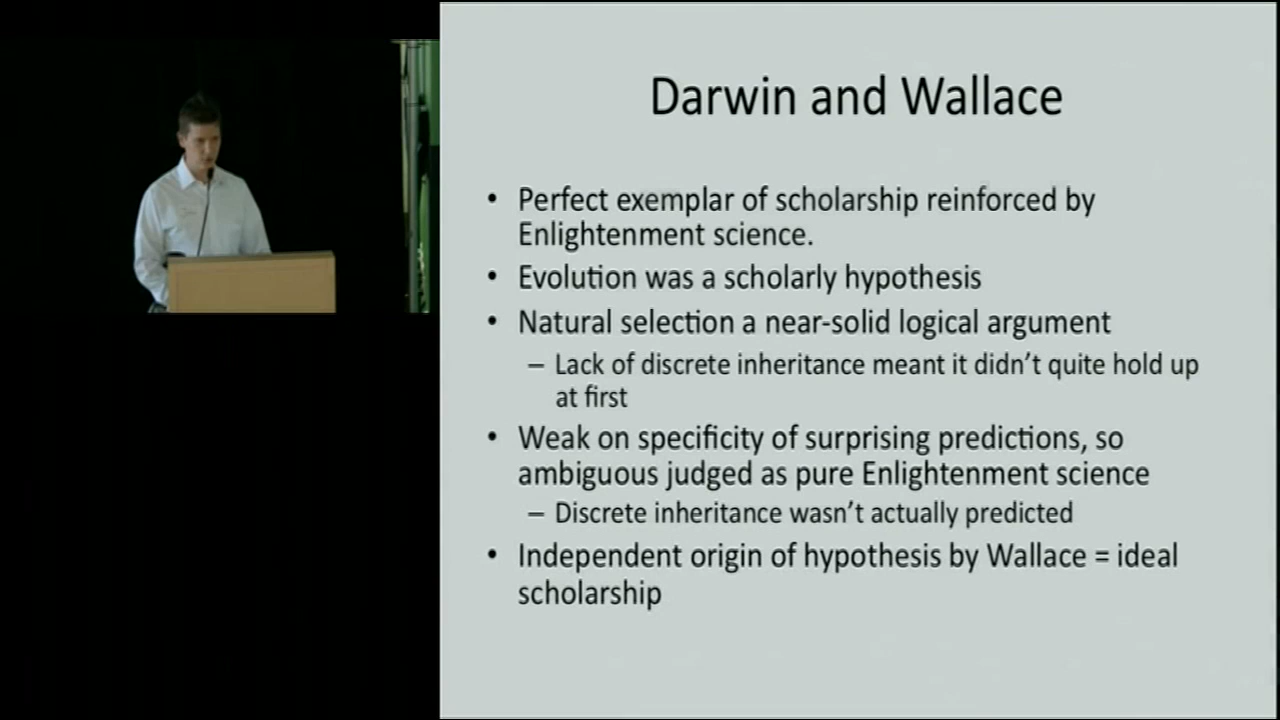 Darwin and Wallace
• Perfect exemplar of scholarship reinforced by
Enlightenment science.
• Evolution was a scholarly hypothesis
• Natural selection a near-solid logical argument
– Lack of discrete inheritance meant it didn't quite hold up
at first
• Weak on specificity of surprising predictions, so
ambiguous judged as pure Enlightenment science
– Discrete inheritance wasn't actually predicted
• Independent origin of hypothesis by Wallace = ideal
scholarship